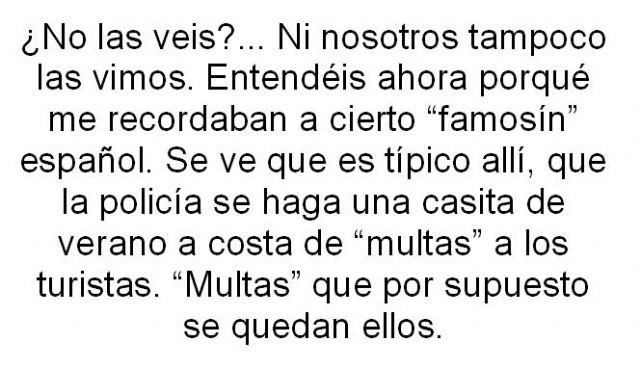 ¿No las veis?... Ni nosotros tampoco
las vimos. Entendéis ahora porqué
me recordaban a cierto “famosín”
español. Se ve que es típico allí, que
la policía se haga una casita de
verano a costa de “multas” a los
turistas. “Multas” que por supuesto
se quedan ellos.